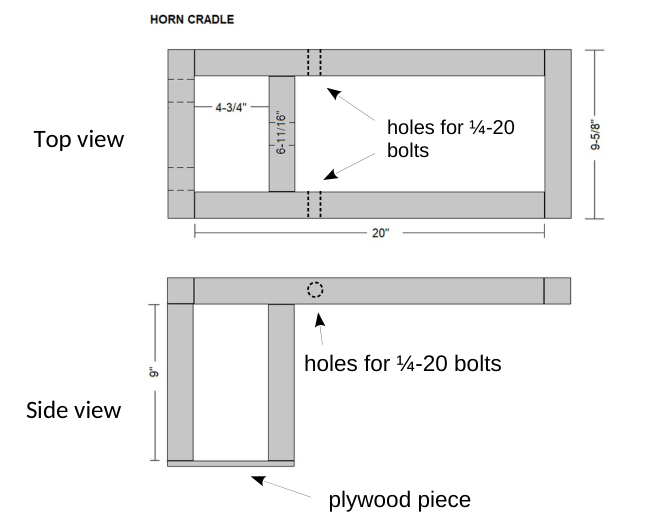 HORN CRADLE
4-3/4"
6-11/16"
Top view
holes for ¼-20
bolts
9-5/8"
20"
holes for ¼-20 bolts
9"
Side view
plywood piece